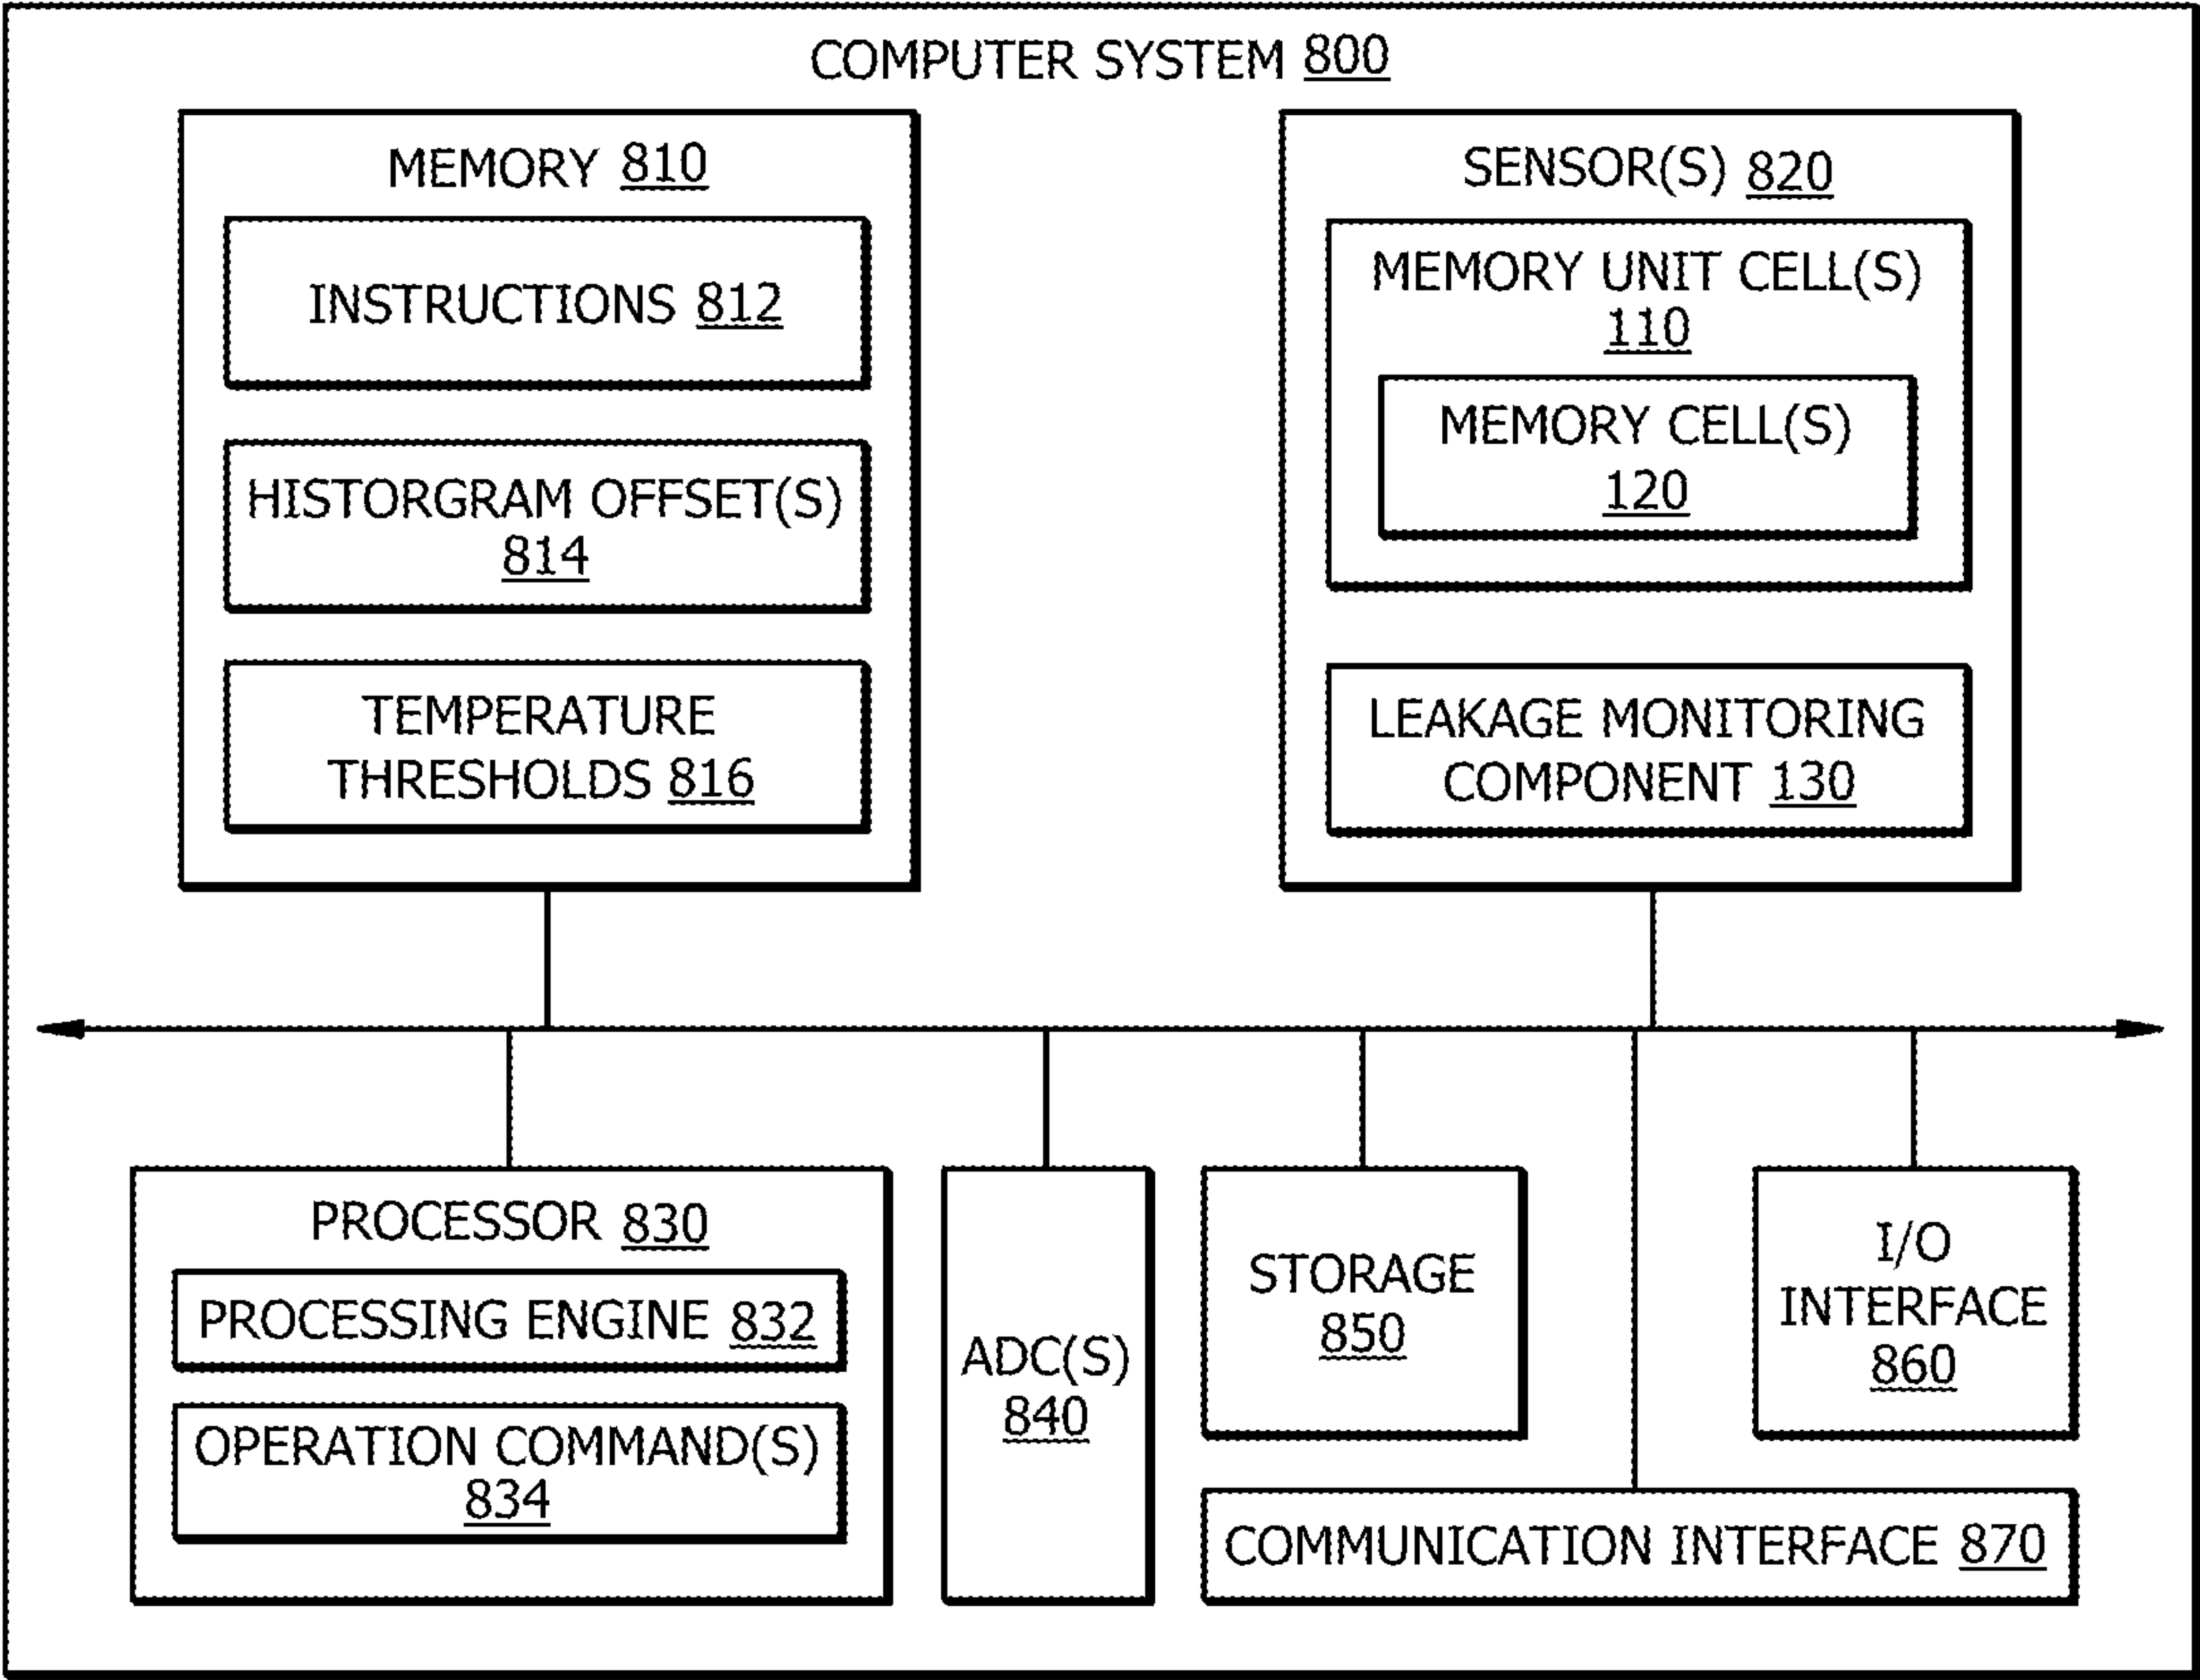 COMPUTER SYSTEM 800
MEMORY 810
INSTRUCTIONS 812
HISTORGRAM OFFSET(S)
814
TEMPERATURE
THRESHOLDS 816
SENSOR(S) 820
MEMORY UNIT CELL(S)
110
MEMORY CELL(S)
120
LEAKAGE MONITORING
COMPONENT 130
PROCESSOR 830
PROCESSING ENGINE 832
OPERATION COMMAND(S)
834
ADC(S)
840
STORAGE
850
I/O
INTERFACE
860
COMMUNICATION INTERFACE 870